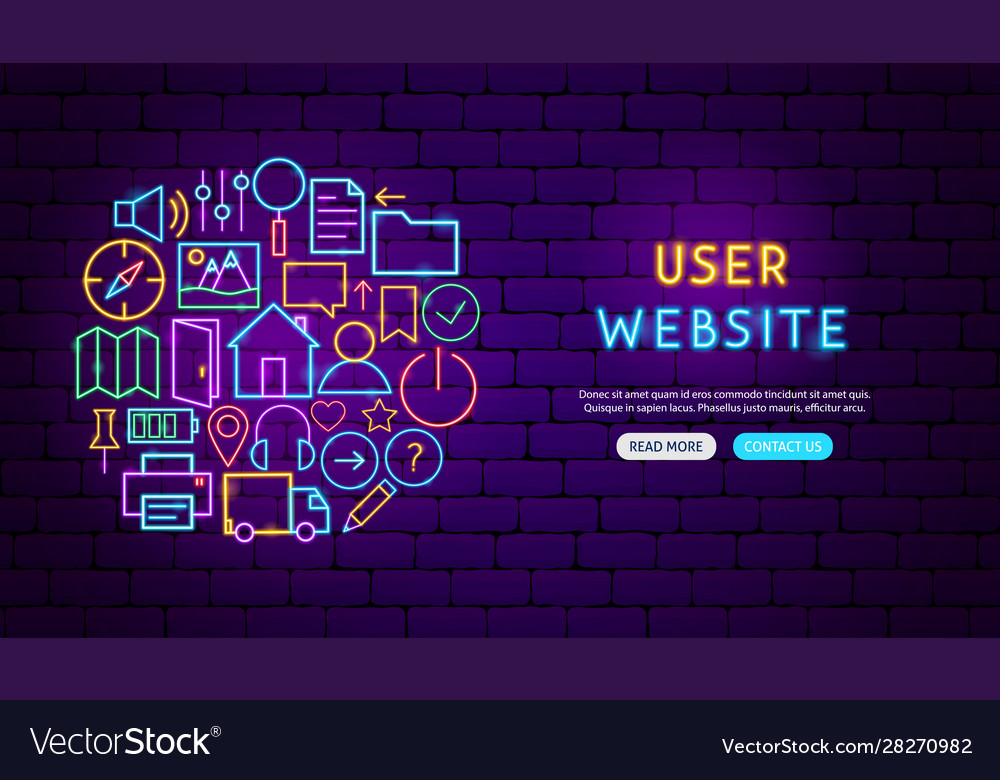 USER
WEBSITE
Donec sit amet quam id eros commodo tincidunt sit amet quis.
Quisque in sapien lacus. Phasellus justo mauris, efficitur arcu.
READ MORE
CONTACT US
?
VectorStock®
VectorStock.com/28270982